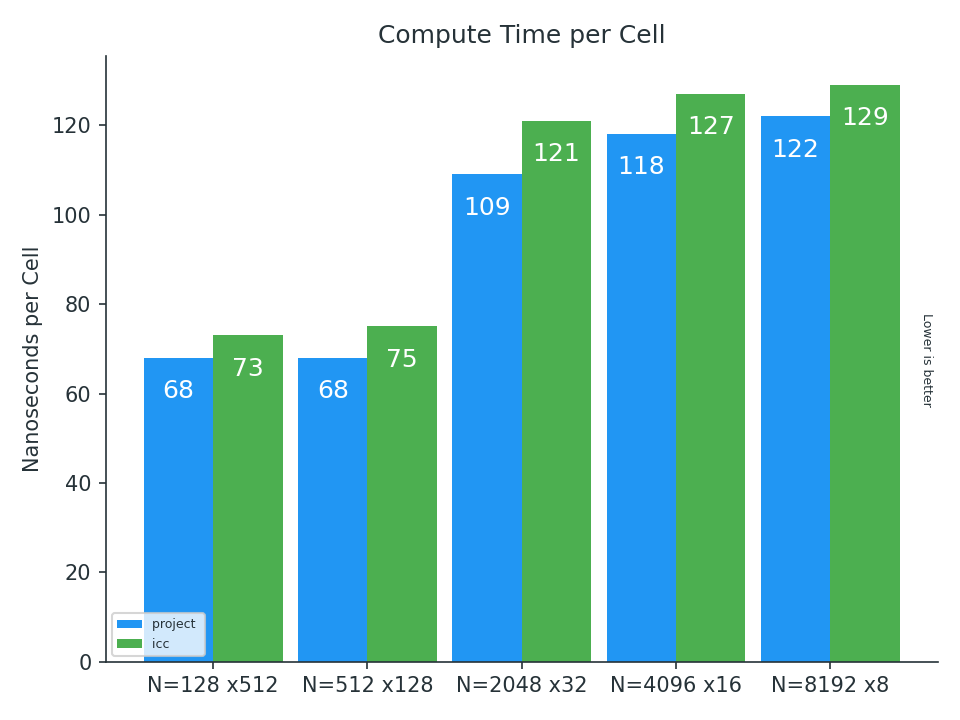 Compute Time per Cell
Nanoseconds per Cell
120
100
80
60
40
20
0
68
73
68
75
109
121
118
127
122
129
Lower is better
project
icc
N=128 x512
N=512 x128
N=2048 x32
N=4096 x16
N=8192 x8